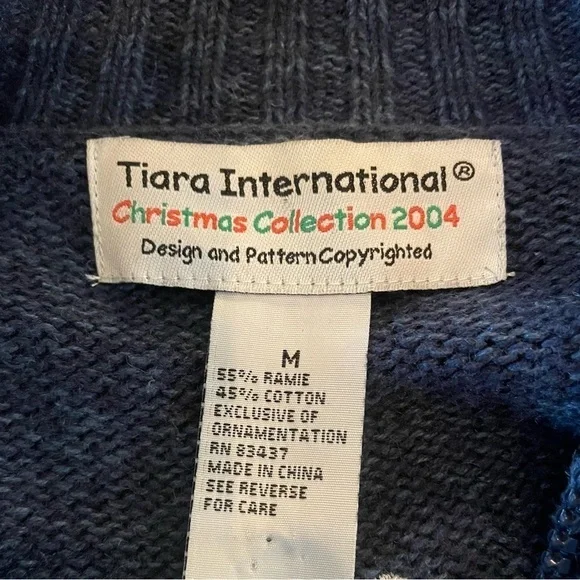 Tiara International®
Christmas Collection 2004
Design and Pattern Copyrighted
M
55% RAMIE
45% COTTON
EXCLUSIVE OF
ORNAMENTATION
RN 83437
MADE IN CHINA
SEE REVERSE
FOR CARE